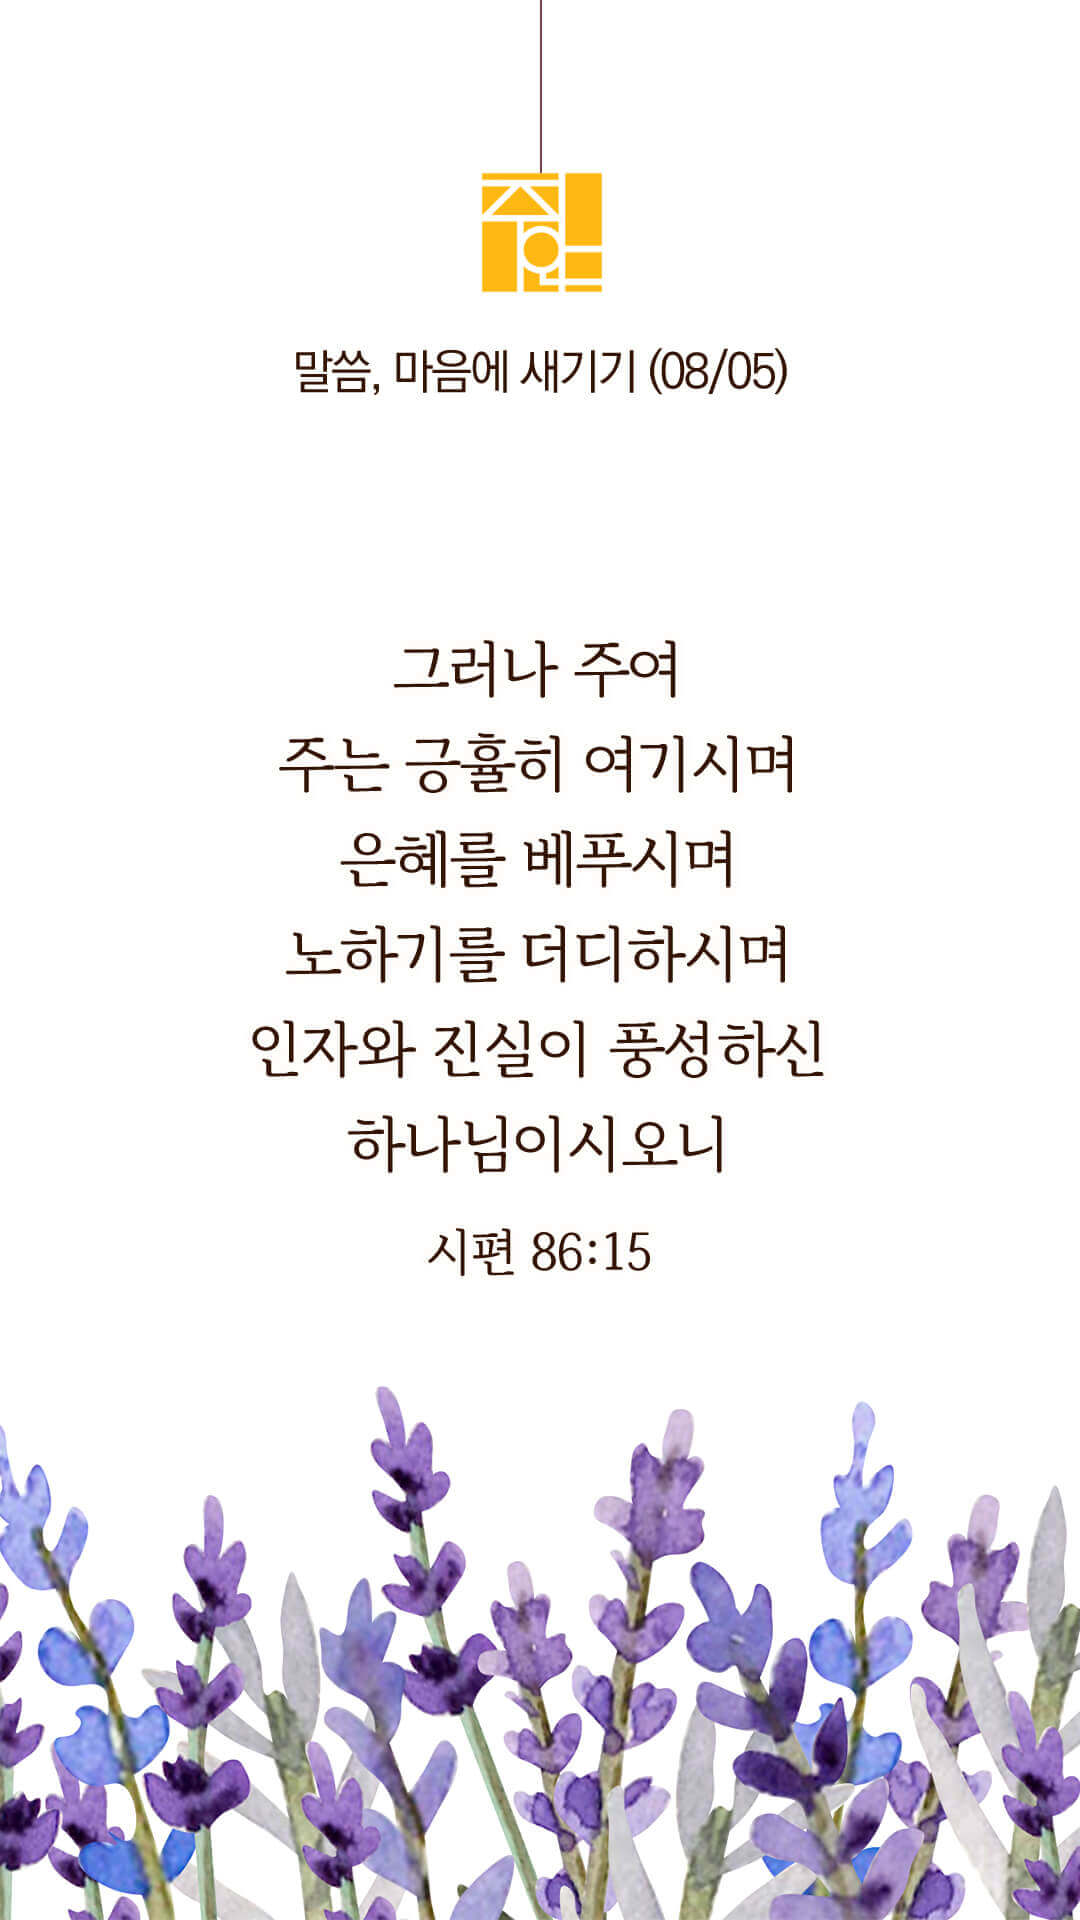 주인
말씀, 마음에 새기기 (08/05)
그러나 주여
주는 긍휼히 여기시며
은혜를 베푸시며
노하기를 더디하시며
인자와 진실이 풍성하신
하나님이시오니
시편 86:15